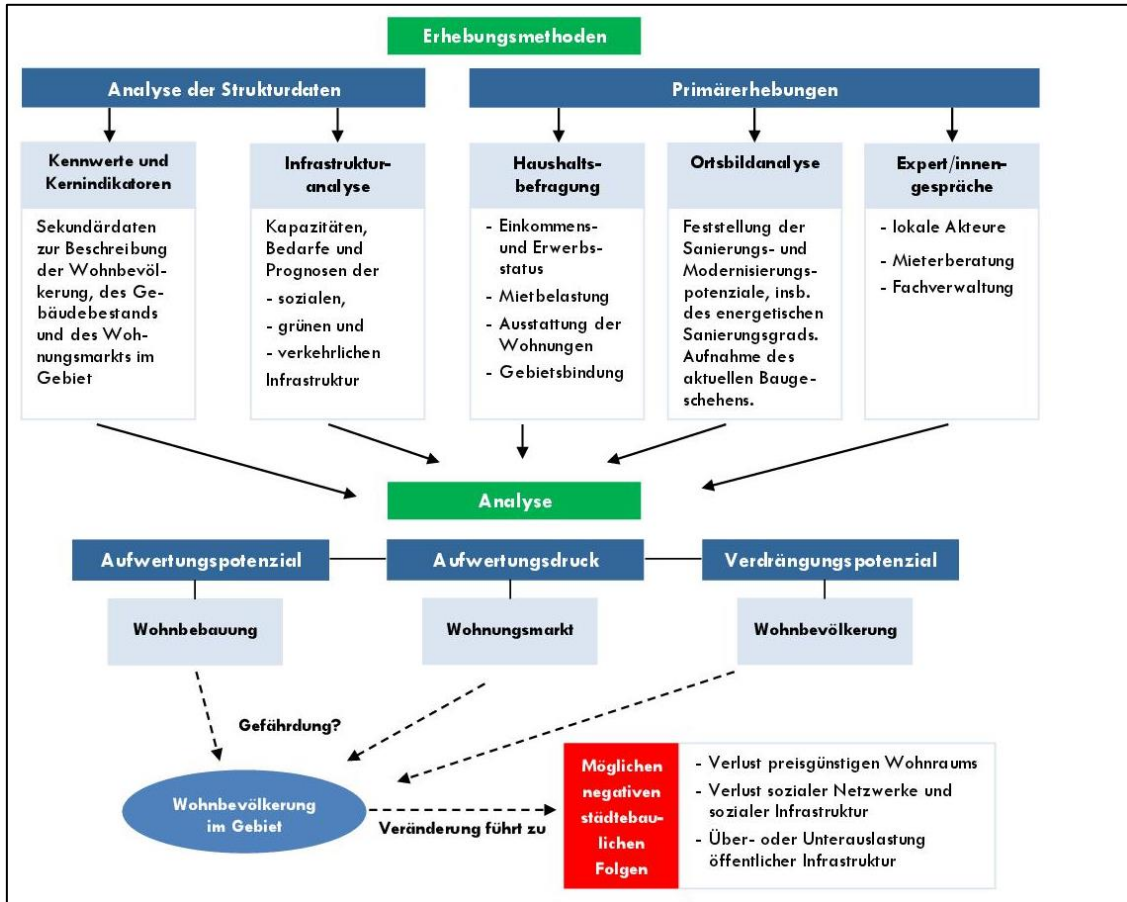 Erhebungsmethoden
Analyse der Strukturdaten
Primärerhebungen
Kennwerte und
Kernindikatoren
Sekundärdaten
zur Beschreibung
der Wohnbevöl-
kerung, des Ge-
bäudebestands
und des Woh-
nungsmarkts im
Gebiet
Infrastruktur-
analyse
Kapazitäten,
Bedarfe und
Prognosen der
- sozialen,
- grünen und
- verkehrlichen
Infrastruktur
Haushalts-
befragung
- Einkommens-
und Erwerbs-
status
- Mietbelastung
- Ausstattung der
Wohnungen
- Gebietsbindung
Ortsbildanalyse
Feststellung der
Sanierungs- und
Modernisierungs-
potenziale, insb.
des energetischen
Sanierungsgrads.
Aufnahme des
aktuellen Bauge-
schehens.
Expert/innen-
gespräche
- lokale Akteure
- Mieterberatung
- Fachverwaltung
Analyse
Aufwertungspotenzial
Aufwertungsdruck
Verdrängungspotenzial
Wohnbebauung
Wohnungsmarkt
Wohnbevölkerung
Gefährdung?
Wohnbevölkerung
im Gebiet
Veränderung führt zu
Möglichen
negativen
städtebau-
lichen
Folgen
- Verlust preisgünstigen Wohnraums
- Verlust sozialer Netzwerke und
sozialer Infrastruktur
- Über- oder Unterauslastung
öffentlicher Infrastruktur